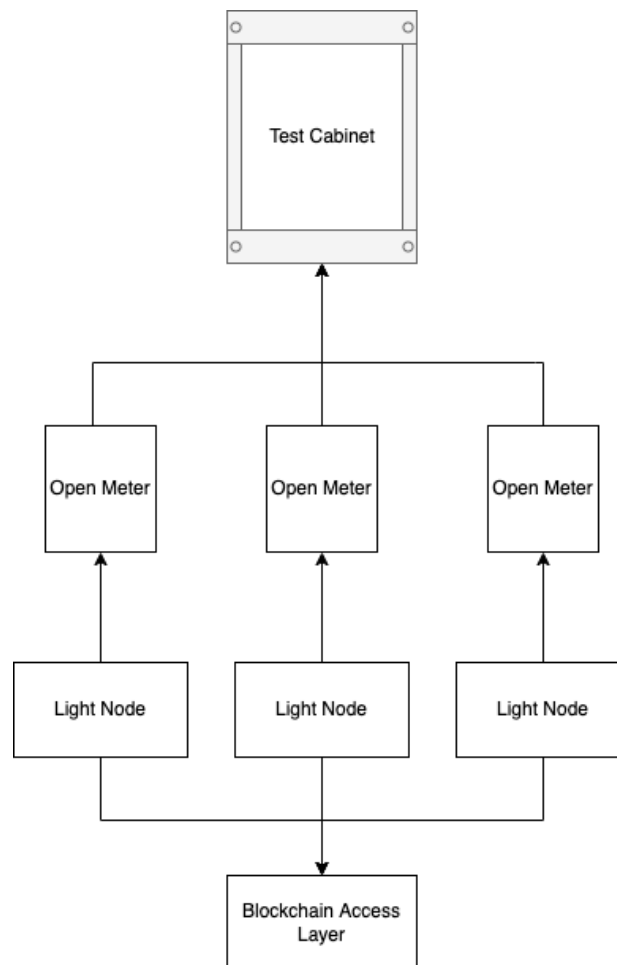 Test Cabinet
Open Meter
Open Meter
Open Meter
Light Node
Light Node
Light Node
Blockchain Access
Layer